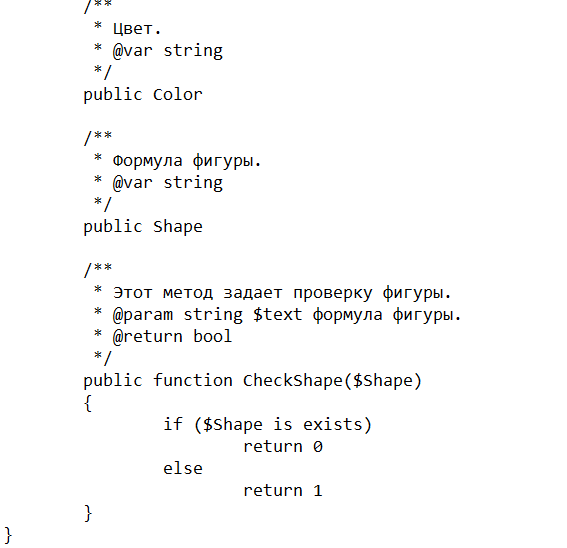 /**
 * Цвет.
 * @var string
 */
public Color

/**
 * Формула фигуры.
 * @var string
 */
public Shape

/**
 * Этот метод задает проверку фигуры.
 * @param string $text формула фигуры.
 * @return bool
 */
public function CheckShape($Shape)
{
        if ($Shape is exists)
                return 0
        else
                return 1
}
}